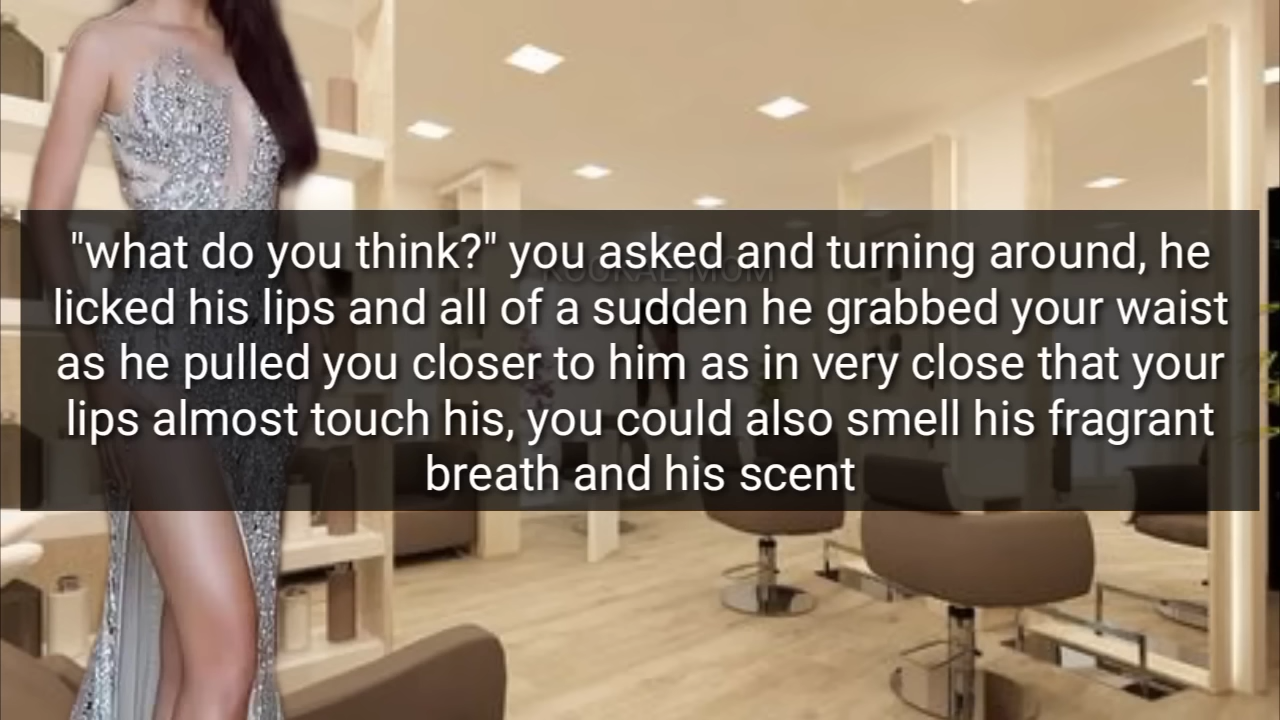 "what do you think?" you asked and turning around, he
licked his lips and all of a sudden he grabbed your waist
as he pulled you closer to him as in very close that your
lips almost touch his, you could also smell his fragrant
breath and his scent
KOOKAE MOM